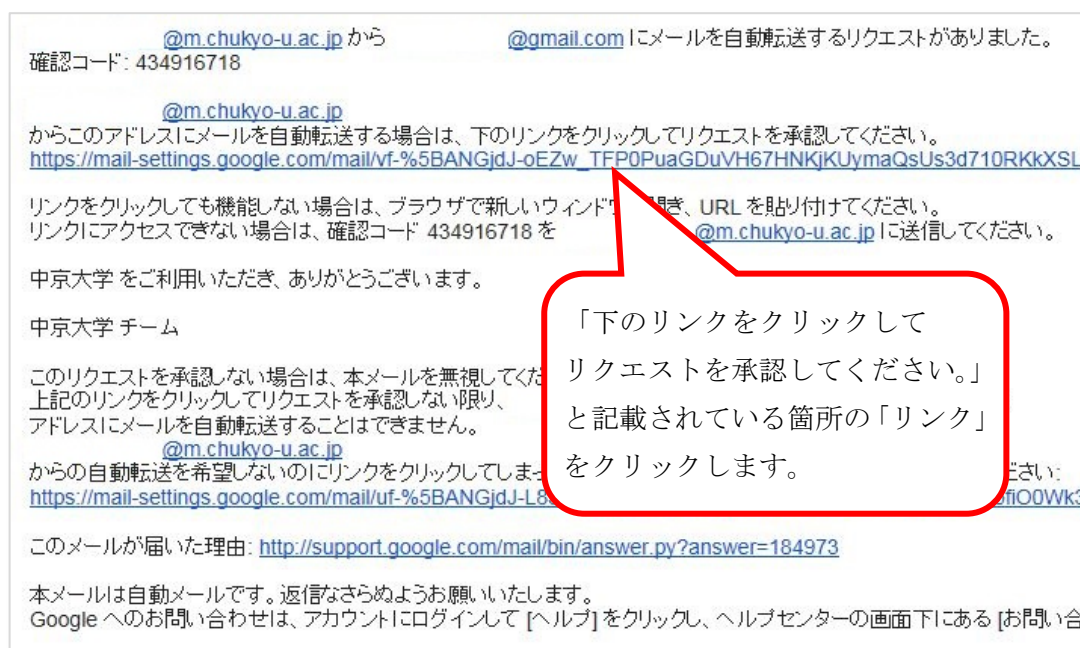 @m.chukyo-u.ac.jp から @gmail.com にメールを自動転送するリクエストがありました。
確認コード: 434916718
@m.chukyo-u.ac.jp
からこのアドレスにメールを自動転送する場合は、下のリンクをクリックしてリクエストを承認してください。
https://mail-settings.google.com/mail/vf-%5BANGjdJ-oEZw_TFP0PuaGDuVH67HNKjKUymaQsUs3d710RKkXSL
リンクをクリックしても機能しない場合は、ブラウザで新しいウィンドウ 開き、URL を貼り付けてください。
リンクにアクセスできない場合は、確認コード 434916718 を @m.chukyo-u.ac.jp に送信してください。
中京大学 をご利用いただき、ありがとうございます。
中京大学 チーム
このリクエストを承認しない場合は、本メールを無視してくだ
上記のリンクをクリックしてリクエストを承認しない限り、
アドレスにメールを自動転送することはできません。
@m.chukyo-u.ac.jp
からの自動転送を希望しないのにリンクをクリックしてしまっ ださい:
https://mail-settings.google.com/mail/uf-%5BANGjdJ-L8 fiO0Wk3
このメールが届いた理由: http://support.google.com/mail/bin/answer.py?answer=184973
本メールは自動メールです。返信なさらぬようお願いいたします。
Google へのお問い合わせは、アカウントにログインして [ヘルプ] をクリックし、ヘルプセンターの画面下にある [お問い合
「下のリンクをクリックして
リクエストを承認してください。」
と記載されている箇所の「リンク」
をクリックします。